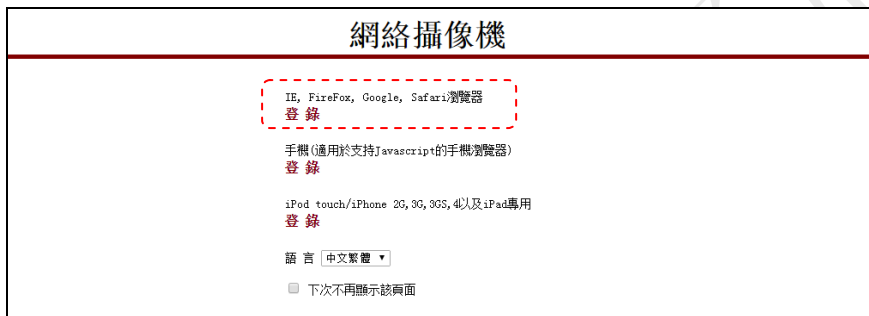 網絡攝像機
IE, FireFox, Google, Safari瀏覽器
登 錄
手機(適用於支持Javascript的手機瀏覽器)
登 錄
iPod touch/iPhone 2G,3G,3GS,4以及iPad專用
登 錄
語 言 中文繁體 ▼
下次不再顯示該頁面